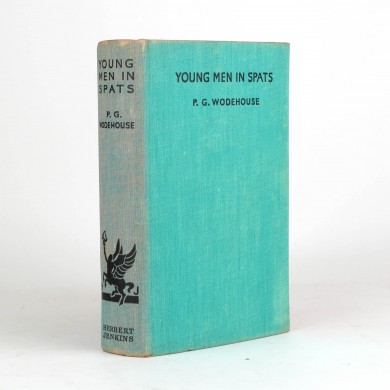 YOUNG
MEN IN
SPATS
P. G.
WODEHOUSE
HERBERT
JENKINS
YOUNG MEN IN SPATS
P. G. WODEHOUSE